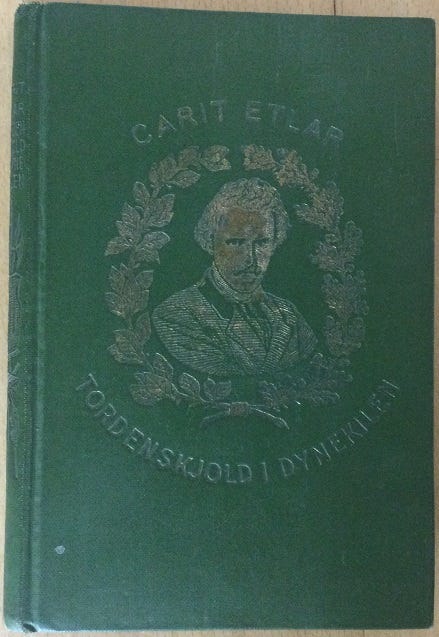 CARIT ETLAR
TORDENSKJOLD I DYNEKILEN